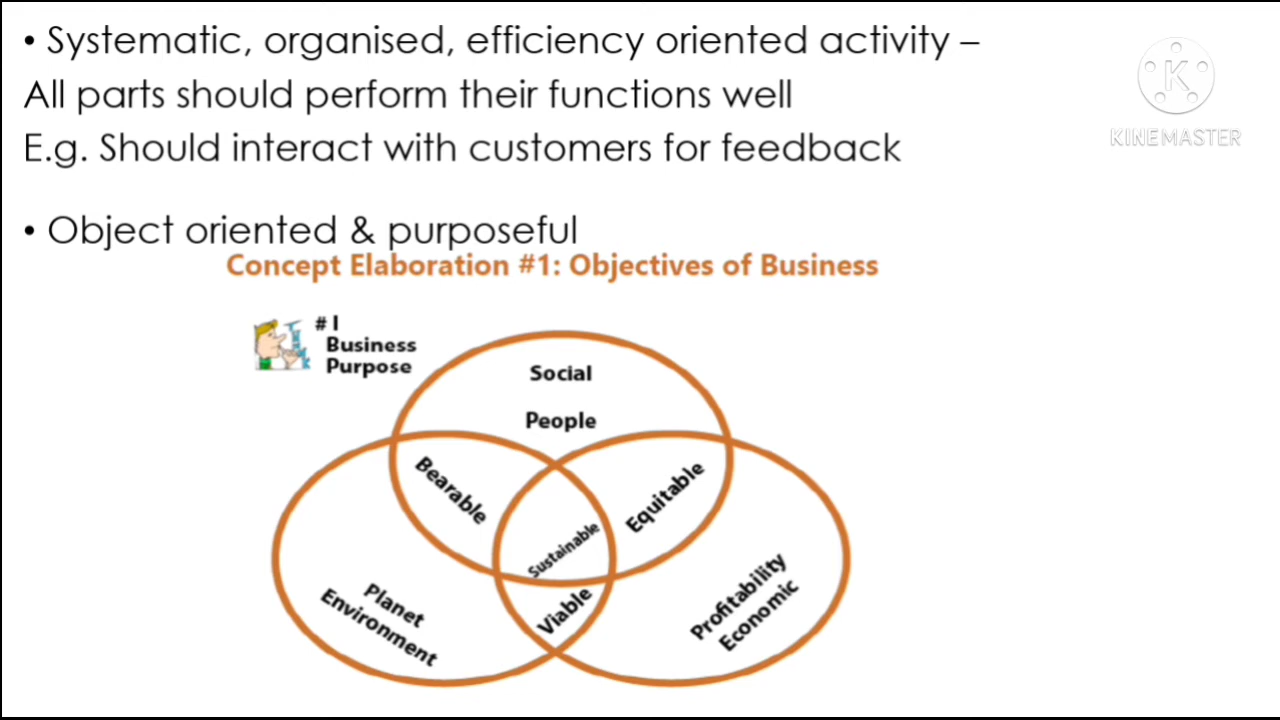 • Systematic, organised, efficiency oriented activity –
All parts should perform their functions well
E.g. Should interact with customers for feedback
K
KINEMASTER
• Object oriented & purposeful
Concept Elaboration #1: Objectives of Business
#1
Business
Purpose
Social
People
Bearable
Equitable
Sustainable
Viable
Planet
Environment
Profitability
Economic